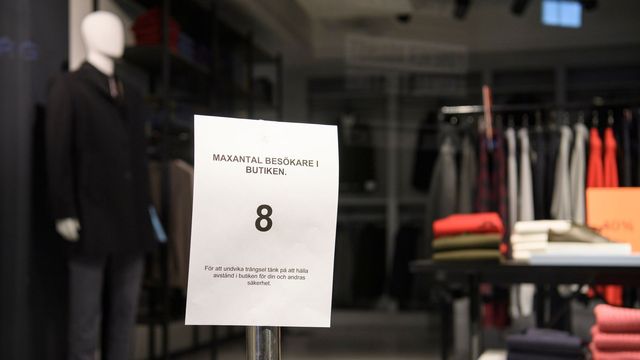 MAXANTAL BESÖKARE I
BUTIKEN.
8
För att undvika trängsel tänk på att hålla
avstånd i butiken för din och andras
säkerhet.